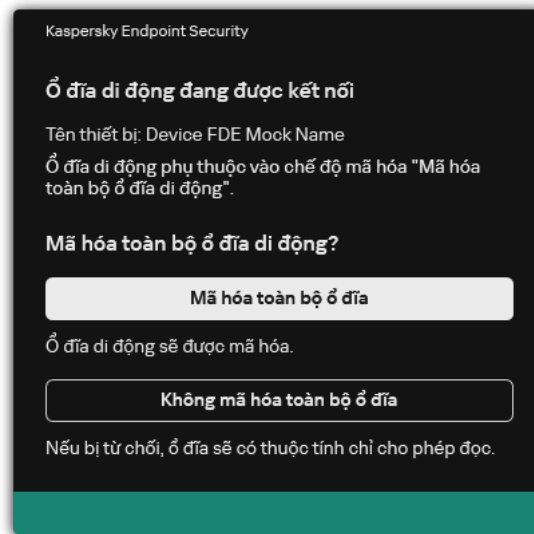 Kaspersky Endpoint Security
Ổ đĩa di động đang được kết nối
Tên thiết bị: Device FDE Mock Name
Ổ đĩa di động phụ thuộc vào chế độ mã hóa "Mã hóa
toàn bộ ổ đĩa di động".
Mã hóa toàn bộ ổ đĩa di động?
Mã hóa toàn bộ ổ đĩa
Ổ đĩa di động sẽ được mã hóa.
Không mã hóa toàn bộ ổ đĩa
Nếu bị từ chối, ổ đĩa sẽ có thuộc tính chỉ cho phép đọc.